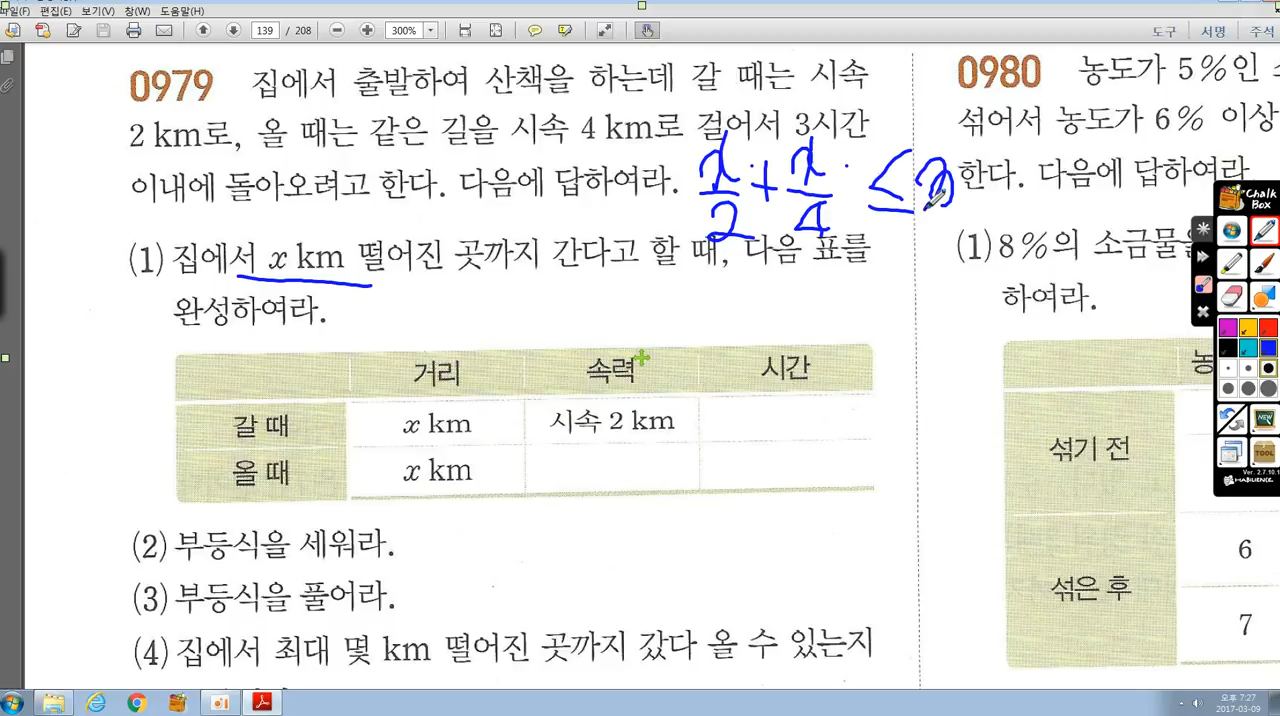 파일(F) 편집(E) 보기(V) 창(W) 도움말(H)
139 / 208 300% 도구 서명 주석
0979 집에서 출발하여 산책을 하는데 갈 때는 시속
2 km로, 올 때는 같은 길을 시속 4 km로 걸어서 3시간
이내에 돌아오려고 한다. 다음에 답하여라.
x/2 + x/4 ≤ 3
(1) 집에서 x km 떨어진 곳까지 간다고 할 때, 다음 표를
완성하여라.
거리 속력 시간
갈 때 x km 시속 2 km
올 때 x km
(2) 부등식을 세워라.
(3) 부등식을 풀어라.
(4) 집에서 최대 몇 km 떨어진 곳까지 갔다 올 수 있는지
0980 농도가 5%인
섞어서 농도가 6% 이상
한다. 다음에 답하여라.
(1) 8%의 소금물을
하여라.
농
섞기 전
섞은 후
6
7
Chalk Box
NEW
TOOL
Ver. 2.7.10.1
MABILIENCE
오후 7:27
2017-03-09